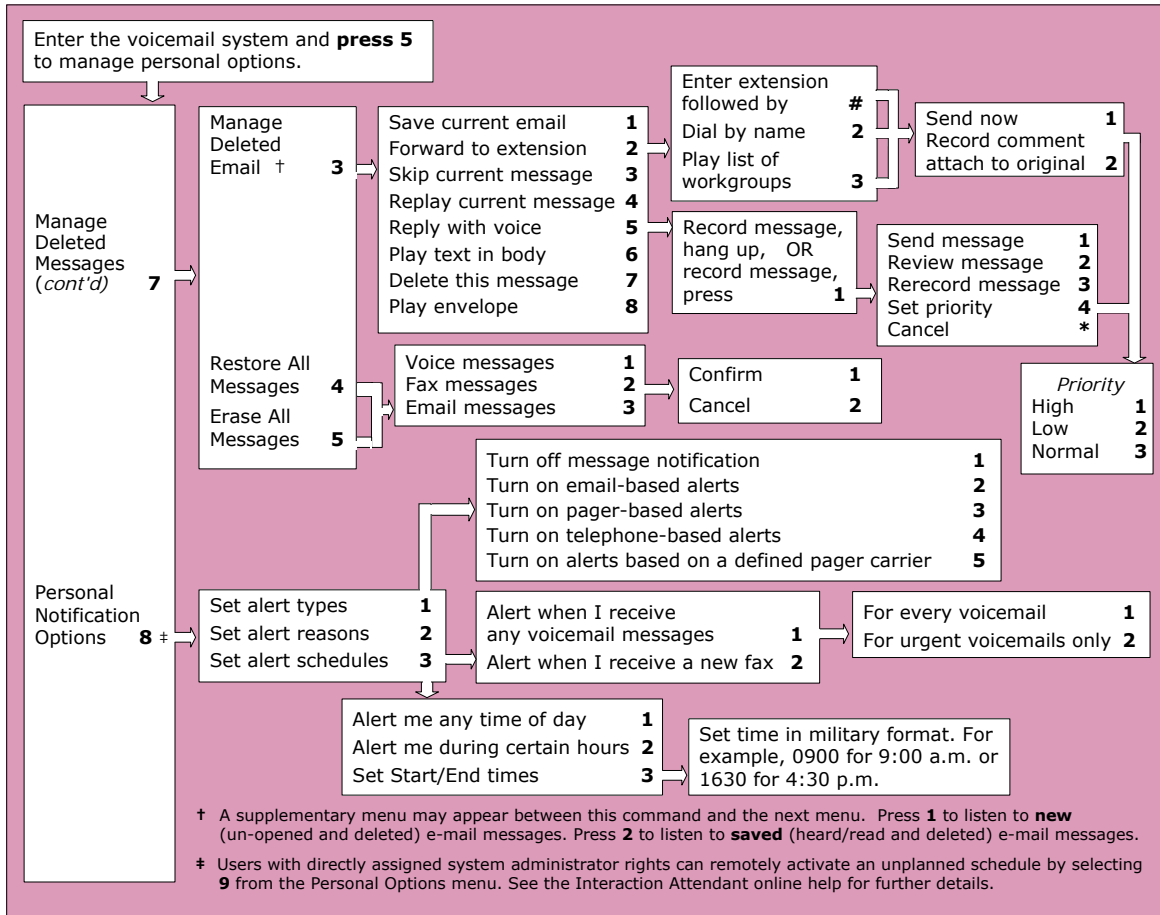 Enter the voicemail system and press 5
to manage personal options.
Manage
Deleted
Messages
(cont'd) 7
Manage
Deleted
Email † 3
Save current email 1
Forward to extension 2
Skip current message 3
Replay current message 4
Reply with voice 5
Play text in body 6
Delete this message 7
Play envelope 8
Enter extension
followed by #
Dial by name 2
Play list of
workgroups 3
Send now 1
Record comment
attach to original 2
Record message,
hang up, OR
record message,
press 1
Send message 1
Review message 2
Rerecord message 3
Set priority 4
Cancel *
Priority
High 1
Low 2
Normal 3
Restore All
Messages 4
Erase All
Messages 5
Voice messages 1
Fax messages 2
Email messages 3
Confirm 1
Cancel 2
Personal
Notification
Options 8 ‡
Set alert types 1
Set alert reasons 2
Set alert schedules 3
Turn off message notification 1
Turn on email-based alerts 2
Turn on pager-based alerts 3
Turn on telephone-based alerts 4
Turn on alerts based on a defined pager carrier 5
Alert when I receive
any voicemail messages 1
Alert when I receive a new fax 2
For every voicemail 1
For urgent voicemails only 2
Alert me any time of day 1
Alert me during certain hours 2
Set Start/End times 3
Set time in military format. For
example, 0900 for 9:00 a.m. or
1630 for 4:30 p.m.
† A supplementary menu may appear between this command and the next menu. Press 1 to listen to new
(un-opened and deleted) e-mail messages. Press 2 to listen to saved (heard/read and deleted) e-mail messages.
‡ Users with directly assigned system administrator rights can remotely activate an unplanned schedule by selecting
9 from the Personal Options menu. See the Interaction Attendant online help for further details.